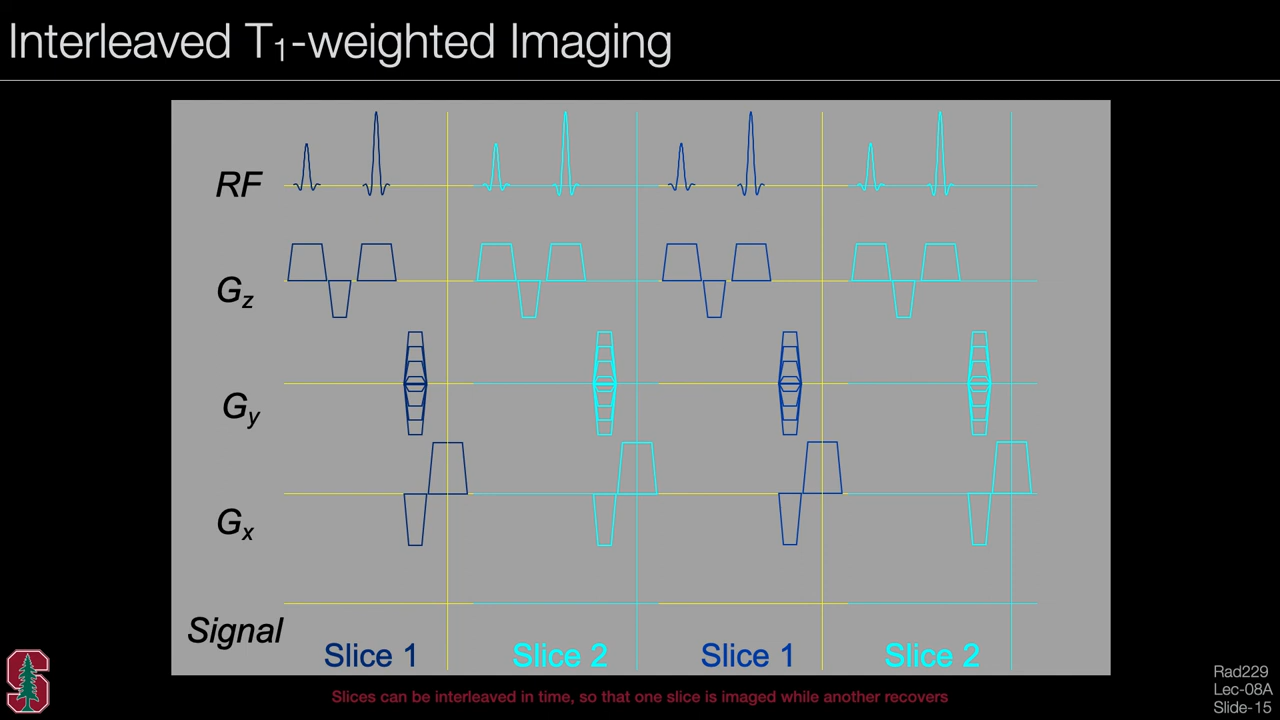 Interleaved T₁-weighted Imaging
RF
Gz
Gy
Gx
Signal
Slice 1 Slice 2 Slice 1 Slice 2
Slices can be interleaved in time, so that one slice is imaged while another recovers
Rad229
Lec-08A
Slide-15